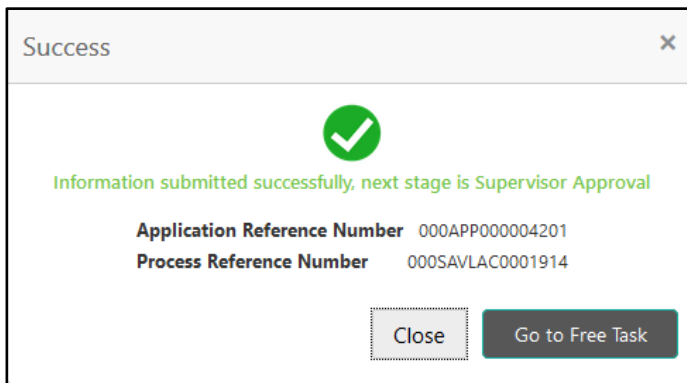 Success
Information submitted successfully, next stage is Supervisor Approval
Application Reference Number 000APP000004201
Process Reference Number 000SAVLAC0001914
Close Go to Free Task